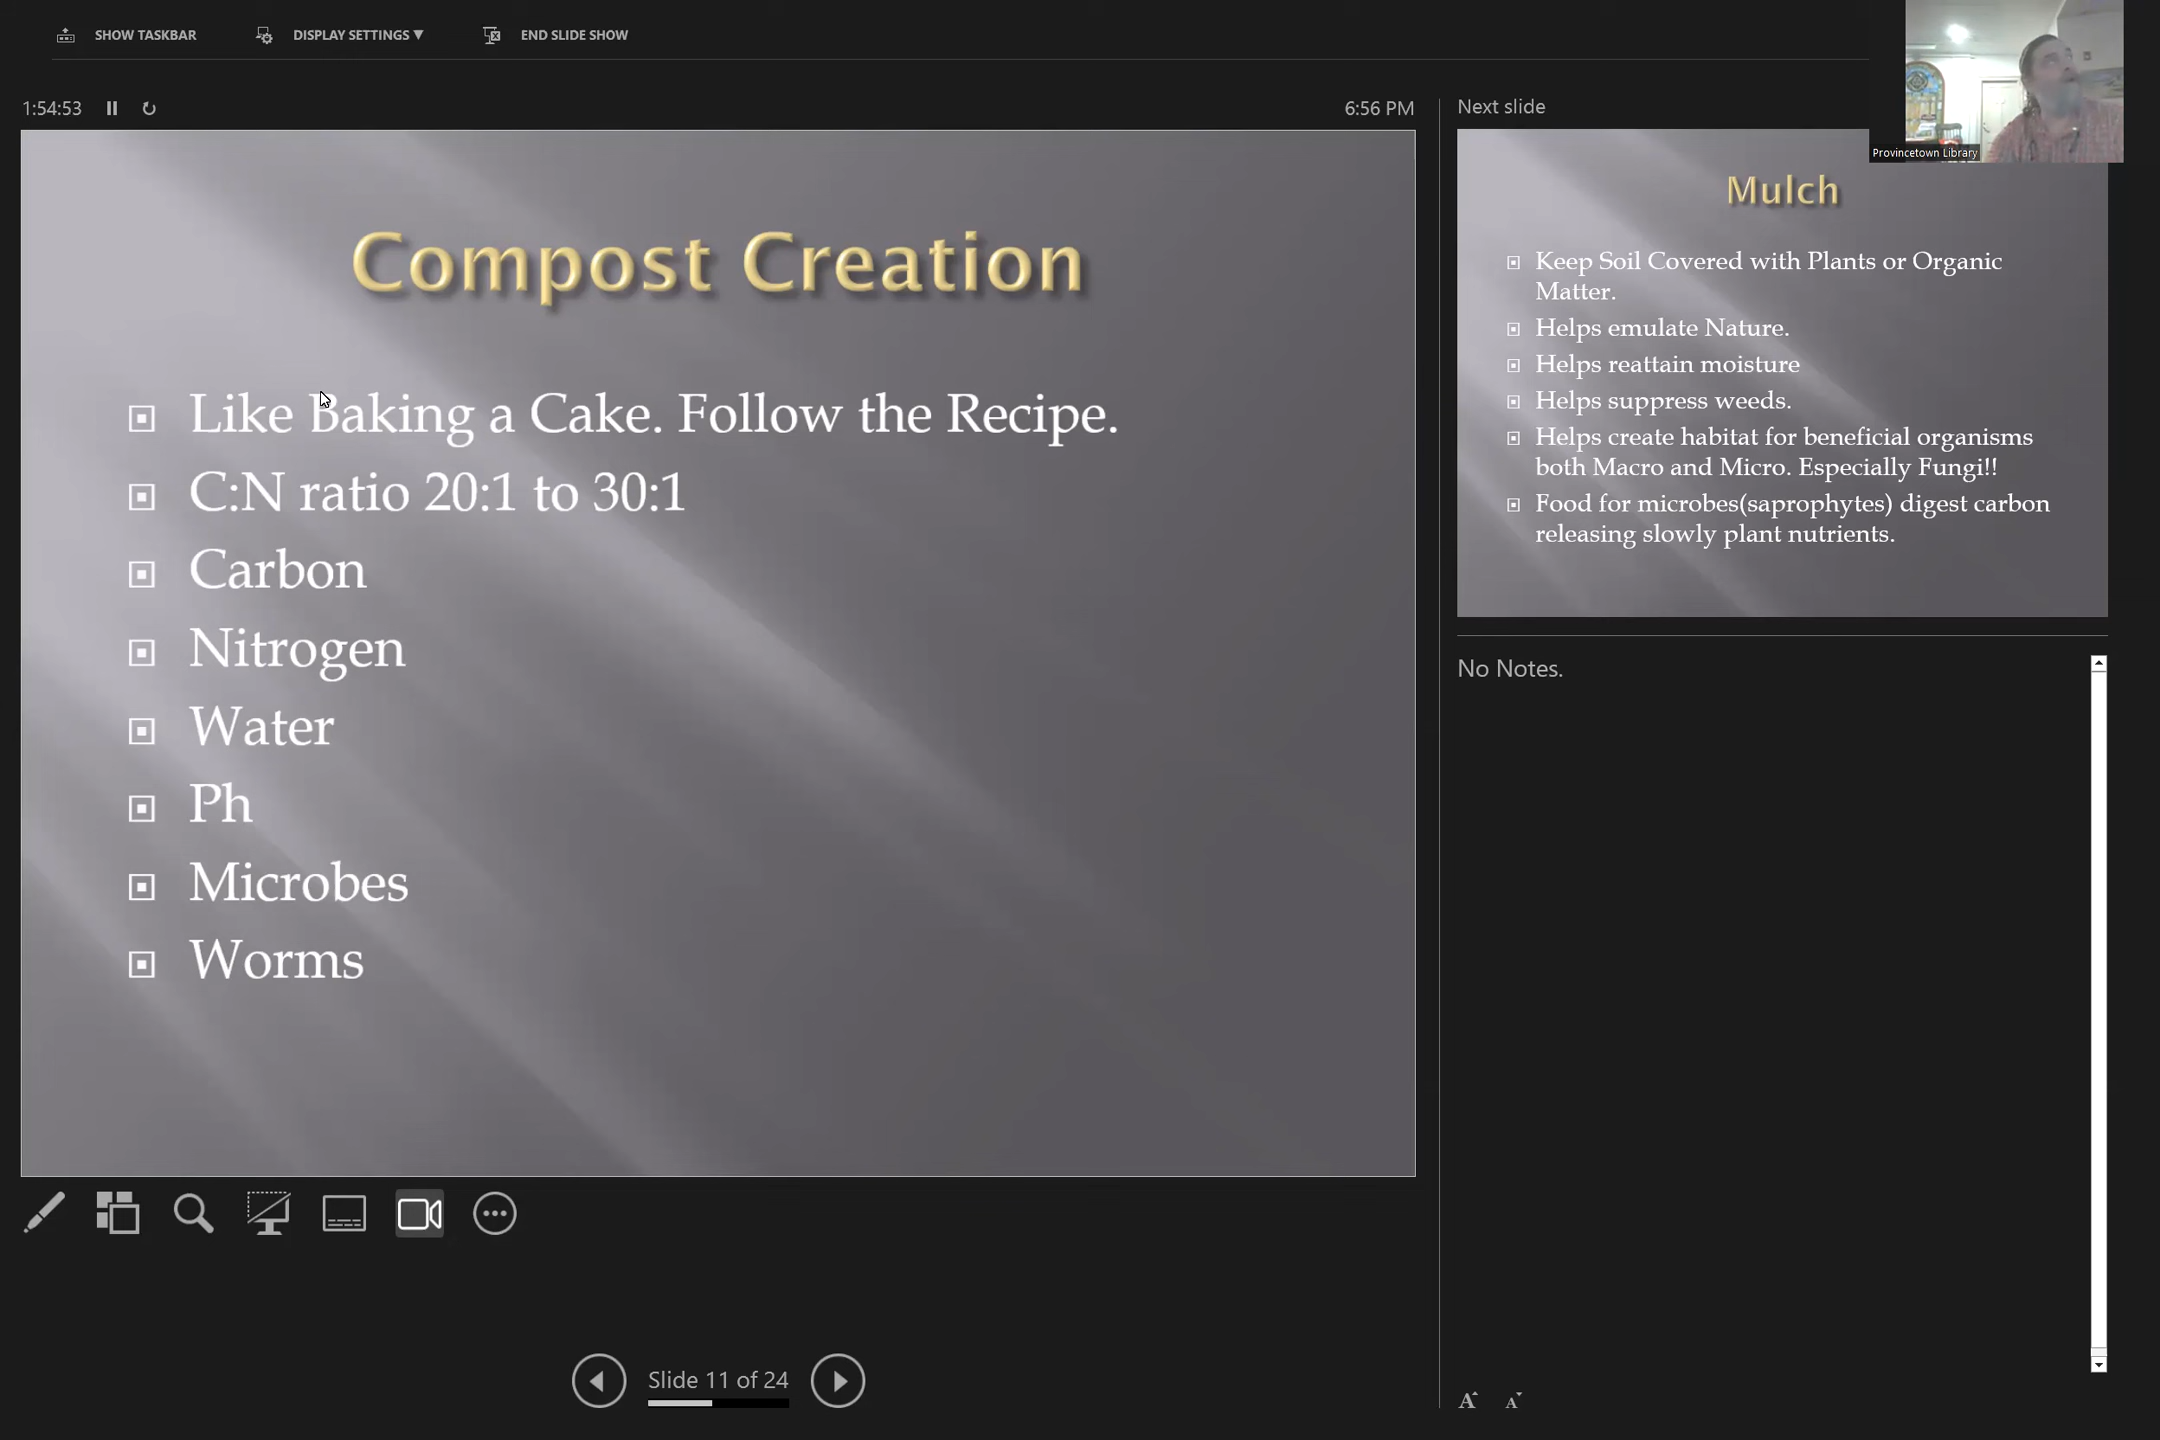 SHOW TASKBAR
DISPLAY SETTINGS ▼
END SLIDE SHOW
1:54:53
6:56 PM
Compost Creation
Like Baking a Cake. Follow the Recipe.
C:N ratio 20:1 to 30:1
Carbon
Nitrogen
Water
Ph
Microbes
Worms
Slide 11 of 24
Next slide
Provincetown Library
Mulch
Keep Soil Covered with Plants or Organic
Matter.
Helps emulate Nature.
Helps reattain moisture
Helps suppress weeds.
Helps create habitat for beneficial organisms
both Macro and Micro. Especially Fungi!!
Food for microbes(saprophytes) digest carbon
releasing slowly plant nutrients.
No Notes.
A A